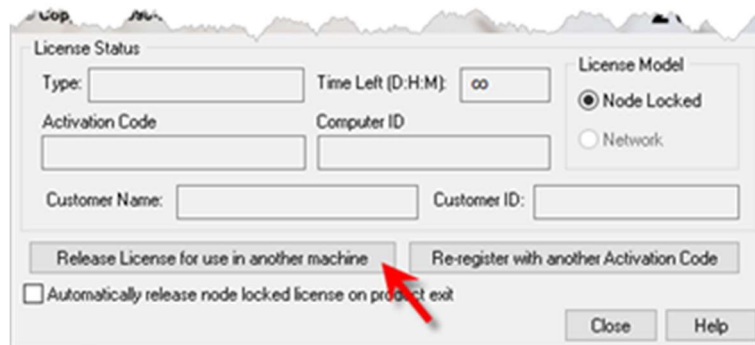 License Status
Type:
Time Left (D:H:M): ∞
License Model
Node Locked
Network
Activation Code
Computer ID
Customer Name:
Customer ID:
Release License for use in another machine
Re-register with another Activation Code
Automatically release node locked license on product exit
Close
Help